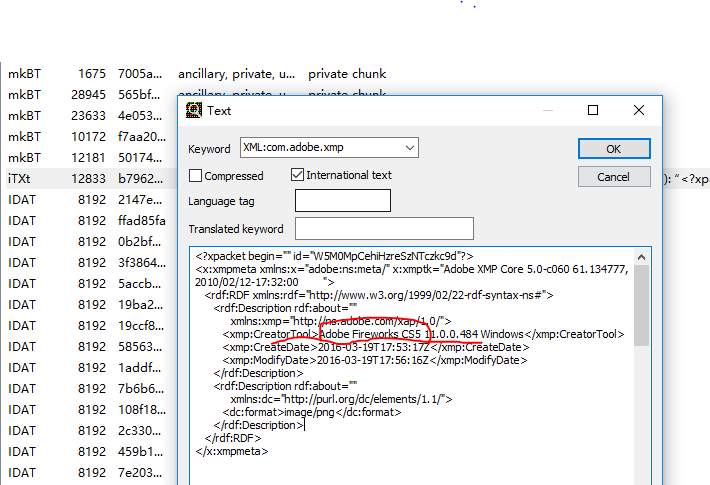 mkBT 1675 7005a... ancillary, private, u... private chunk
mkBT 28945 565bf... ancillary, private, u... private chunk
mkBT 23633 4e053...
mkBT 10172 f7aa20...
mkBT 12181 50174...
iTXt 12833 b7962... ): "<?xpa
IDAT 8192 2147e...
IDAT 8192 ffad85fa
IDAT 8192 0b2bf...
IDAT 8192 3f3864...
IDAT 8192 5accb...
IDAT 8192 19ba2...
IDAT 8192 19ccf8...
IDAT 8192 58563...
IDAT 8192 1addf...
IDAT 8192 7b6b6...
IDAT 8192 108f18...
IDAT 8192 2c330...
IDAT 8192 459b1...
IDAT 8192 7e203...
Text
Keyword XML:com.adobe.xmp OK
Compressed International text Cancel
Language tag
Translated keyword
<?xpacket begin="" id="W5M0MpCehiHzreSzNTczkc9d"?>
<x:xmpmeta xmlns:x="adobe:ns:meta/" x:xmptk="Adobe XMP Core 5.0-c060 61.134777,
2010/02/12-17:32:00 ">
<rdf:RDF xmlns:rdf="http://www.w3.org/1999/02/22-rdf-syntax-ns#">
<rdf:Description rdf:about=""
xmlns:xmp="http://ns.adobe.com/xap/1.0/">
<xmp:CreatorTool>Adobe Fireworks CS5 11.0.0.484 Windows</xmp:CreatorTool>
<xmp:CreateDate>2016-03-19T17:53:17Z</xmp:CreateDate>
<xmp:ModifyDate>2016-03-19T17:56:16Z</xmp:ModifyDate>
</rdf:Description>
<rdf:Description rdf:about=""
xmlns:dc="http://purl.org/dc/elements/1.1/">
<dc:format>image/png</dc:format>
</rdf:Description>
</rdf:RDF>
</x:xmpmeta>